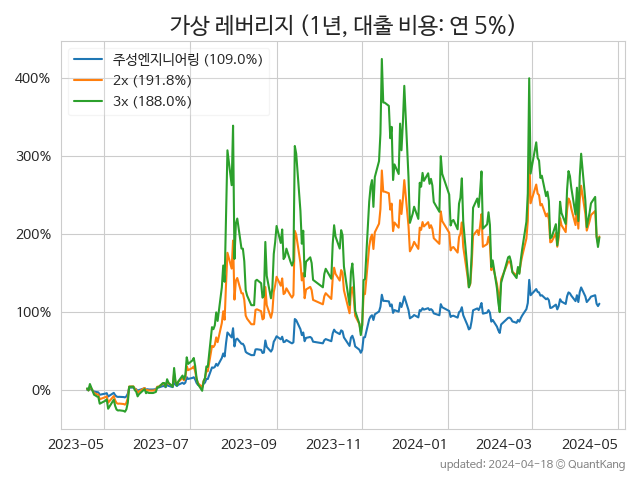 가상 레버리지 (1년, 대출 비용: 연 5%)
주성엔지니어링 (109.0%)
2x (191.8%)
3x (188.0%)
400%
300%
200%
100%
0%
2023-05 2023-07 2023-09 2023-11 2024-01 2024-03 2024-05
updated: 2024-04-18 © QuantKang